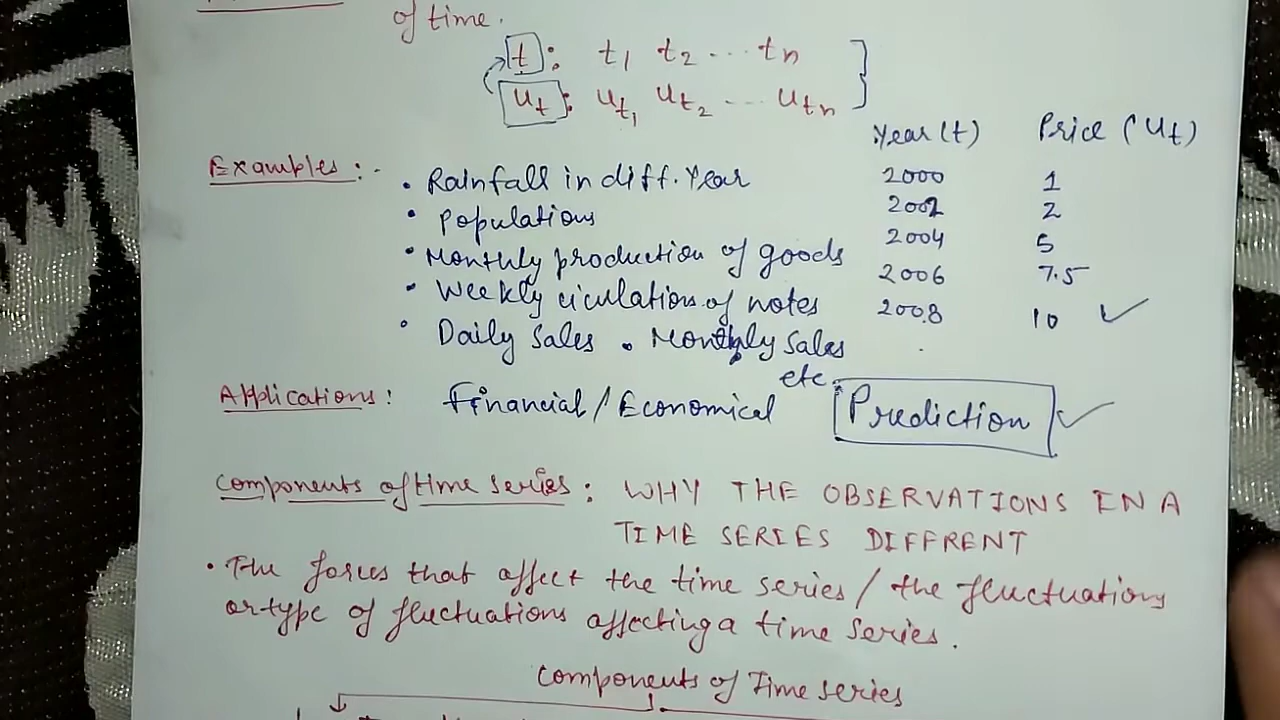 of time.
t : t1 t2 ... tn
ut : ut1 ut2 ... utn
Year (t) Price (ut)
2000 1
2002 2
2004 5
2006 7.5
2008 10
Examples :-
• Rainfall in diff. Year
• Populations
• Monthly production of goods
• Weekly ciculations of notes
• Daily Sales • Monthly Sales
etc.
Applications : Financial / Economical Prediction
Components of time series : WHY THE OBSERVATIONS IN A
TIME SERIES DIFFRENT
• The forces that affect the time series / the fluctuations
or type of fluctuations affecting a time series.
Components of Time series